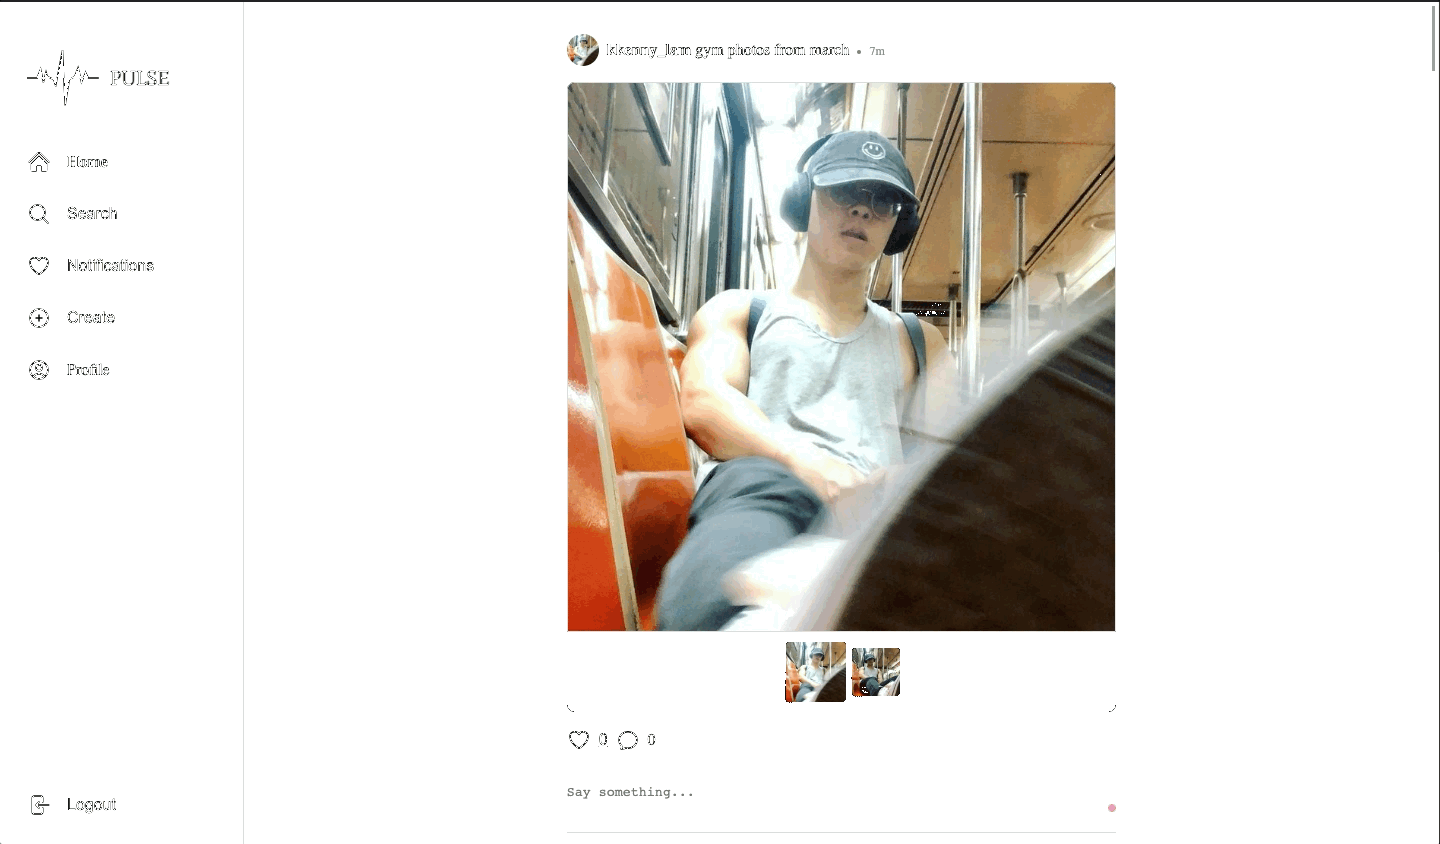 PULSE
Home
Search
Notifications
Create
Profile
Logout
kkenny_lam gym photos from march • 7m
0 0
Say something...